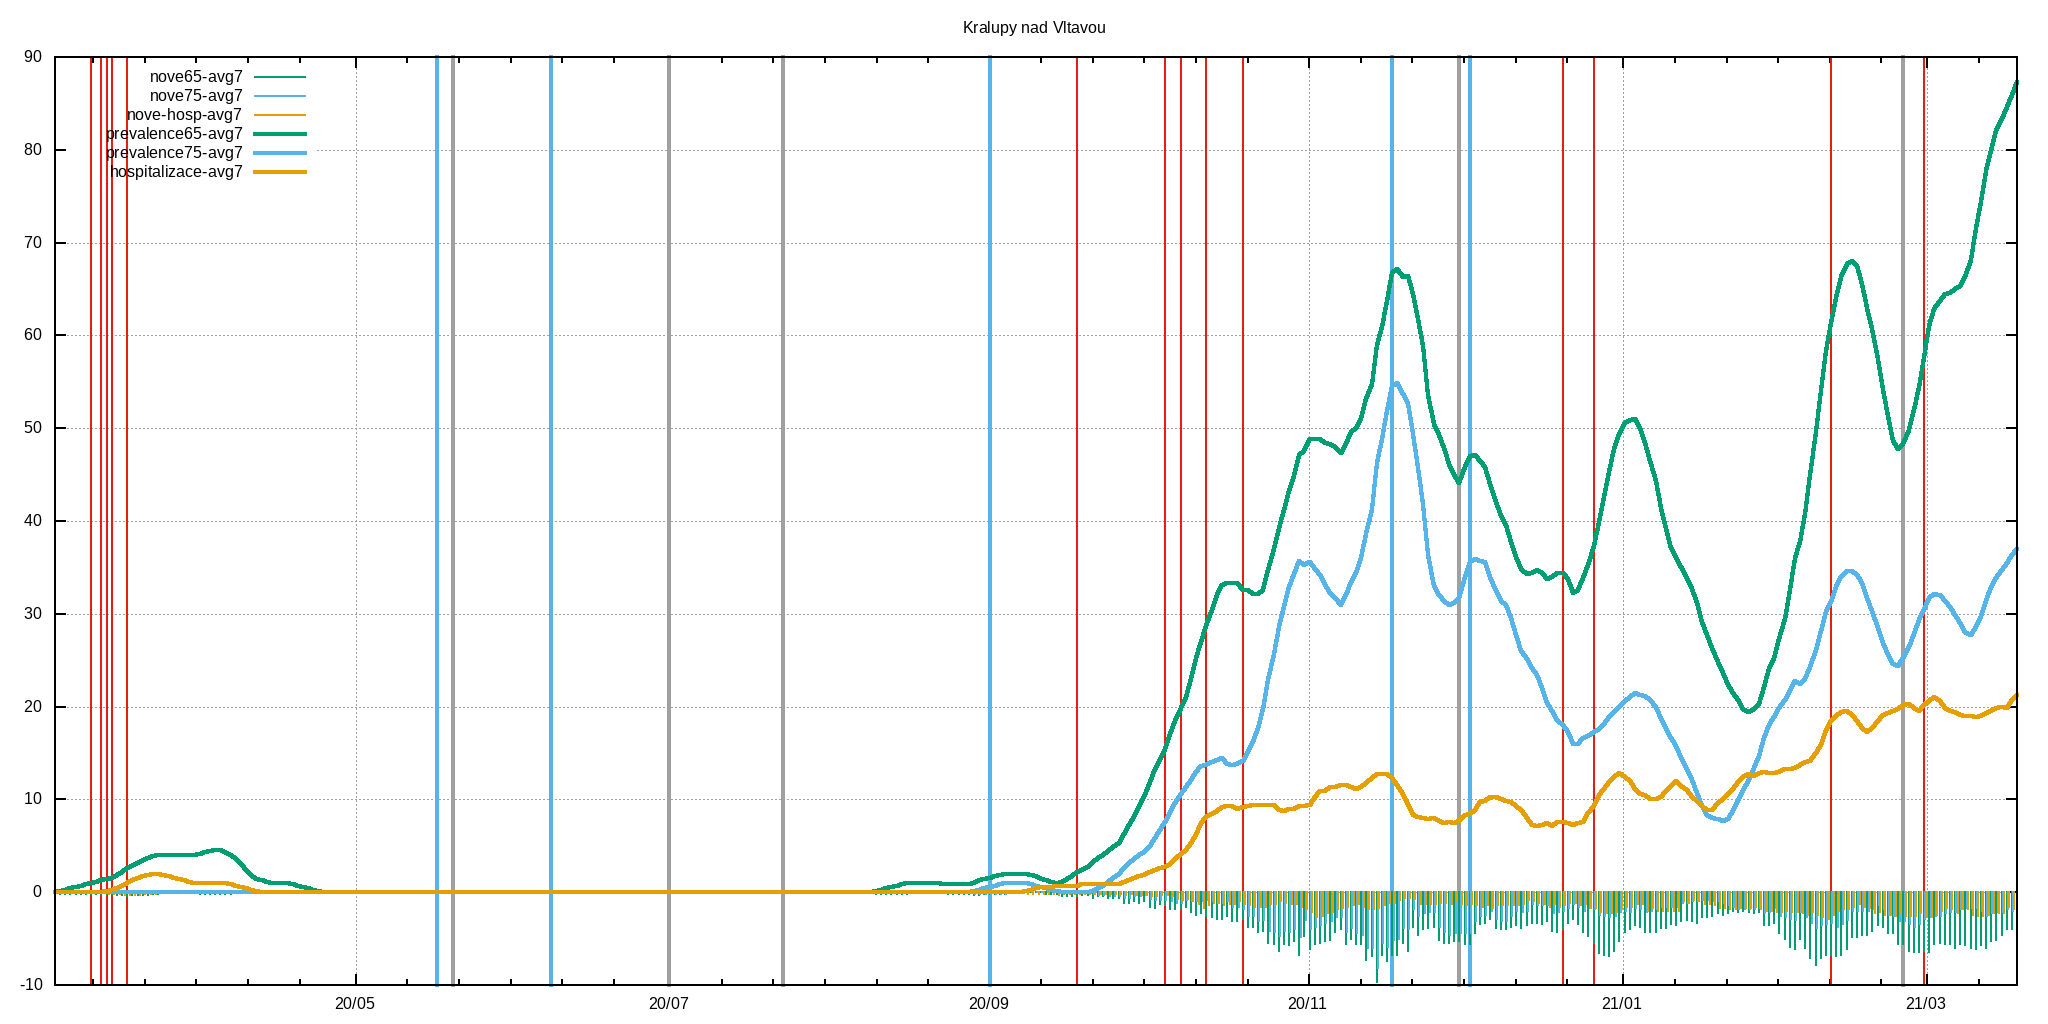 Kralupy nad Vltavou
nove65-avg7
nove75-avg7
nove-hosp-avg7
prevalence65-avg7
prevalence75-avg7
hospitalizace-avg7
90
80
70
60
50
40
30
20
10
0
-10
20/05 20/07 20/09 20/11 21/01 21/03